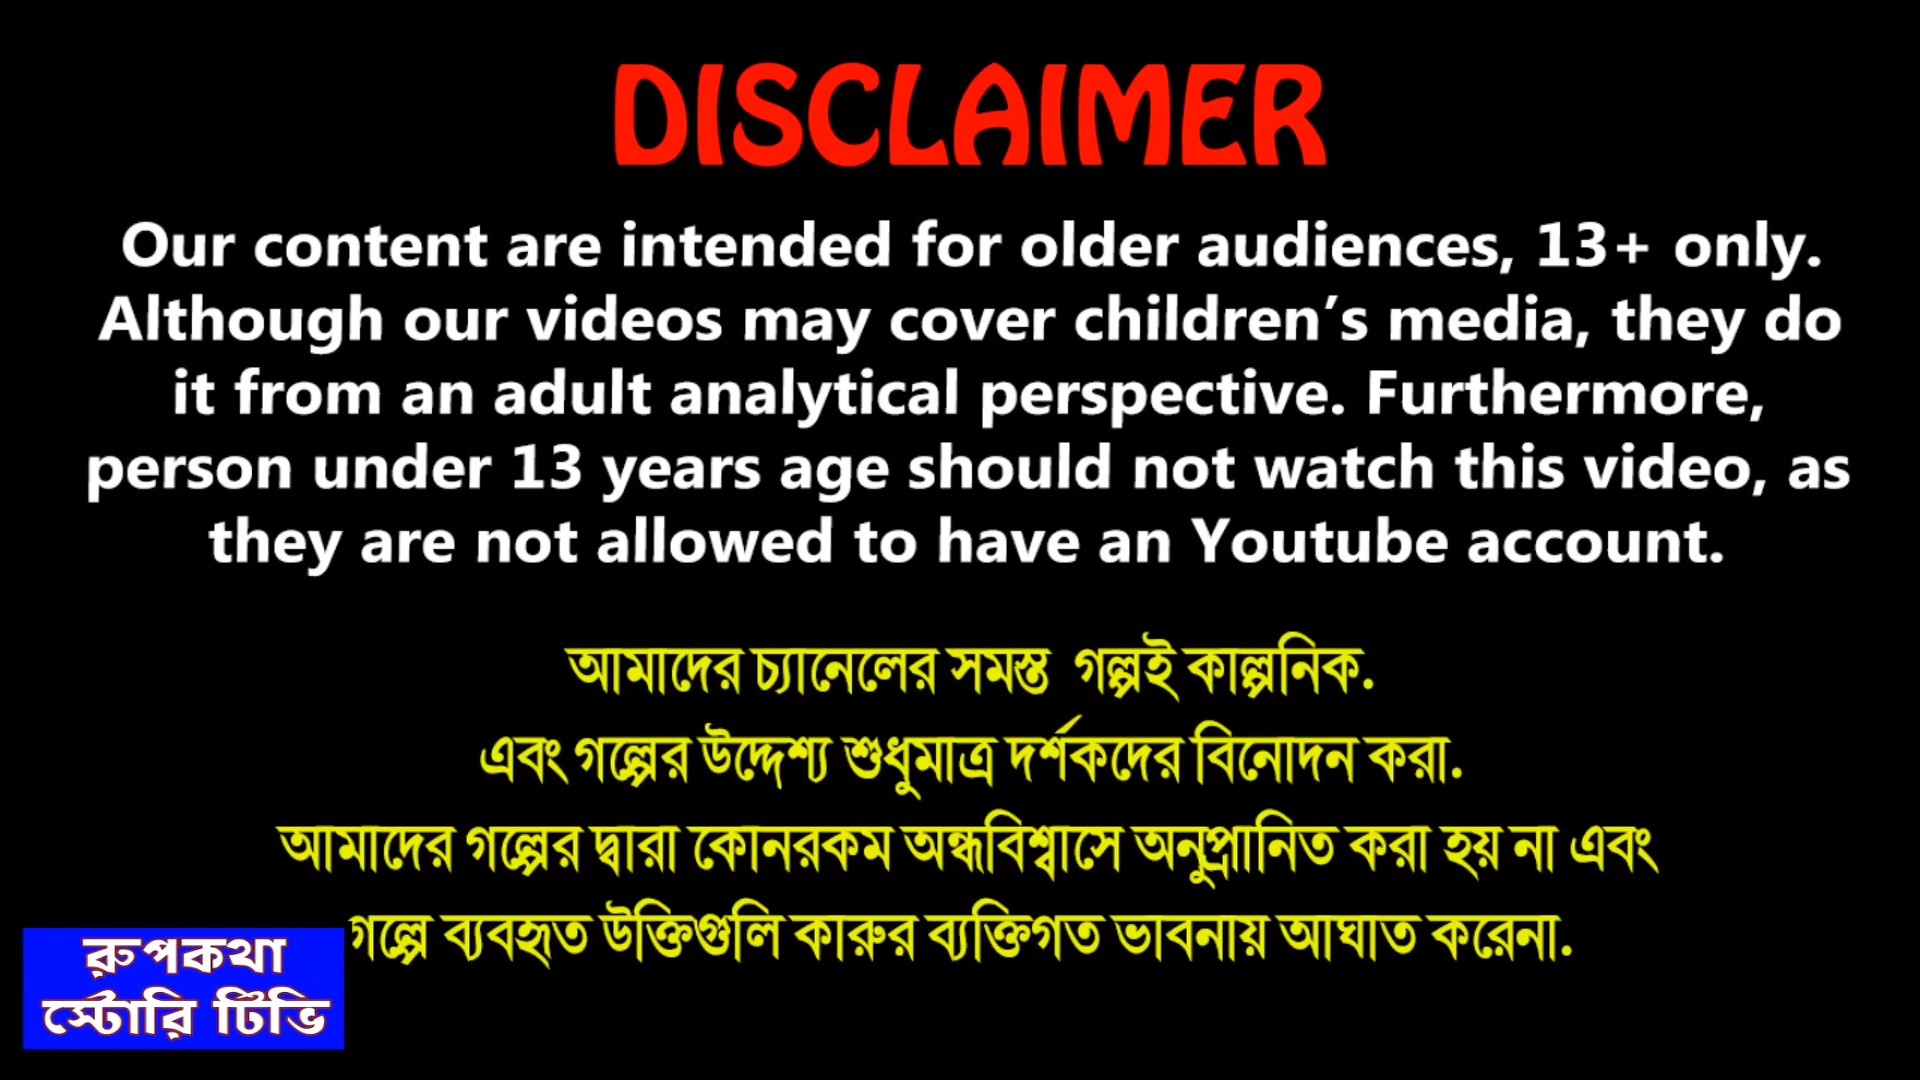 DISCLAIMER
Our content are intended for older audiences, 13+ only.
Although our videos may cover children’s media, they do
it from an adult analytical perspective. Furthermore,
person under 13 years age should not watch this video, as
they are not allowed to have an Youtube account.
আমাদের চ্যানেলের সমস্ত গল্পই কাল্পনিক.
এবং গল্পের উদ্দেশ্য শুধুমাত্র দর্শকদের বিনোদন করা.
আমাদের গল্পের দ্বারা কোনরকম অন্ধবিশ্বাসে অনুপ্রানিত করা হয় না এবং
গল্পে ব্যবহৃত উক্তিগুলি কারুর ব্যক্তিগত ভাবনায় আঘাত করেনা.
রুপকথা
স্টোরি টিভি